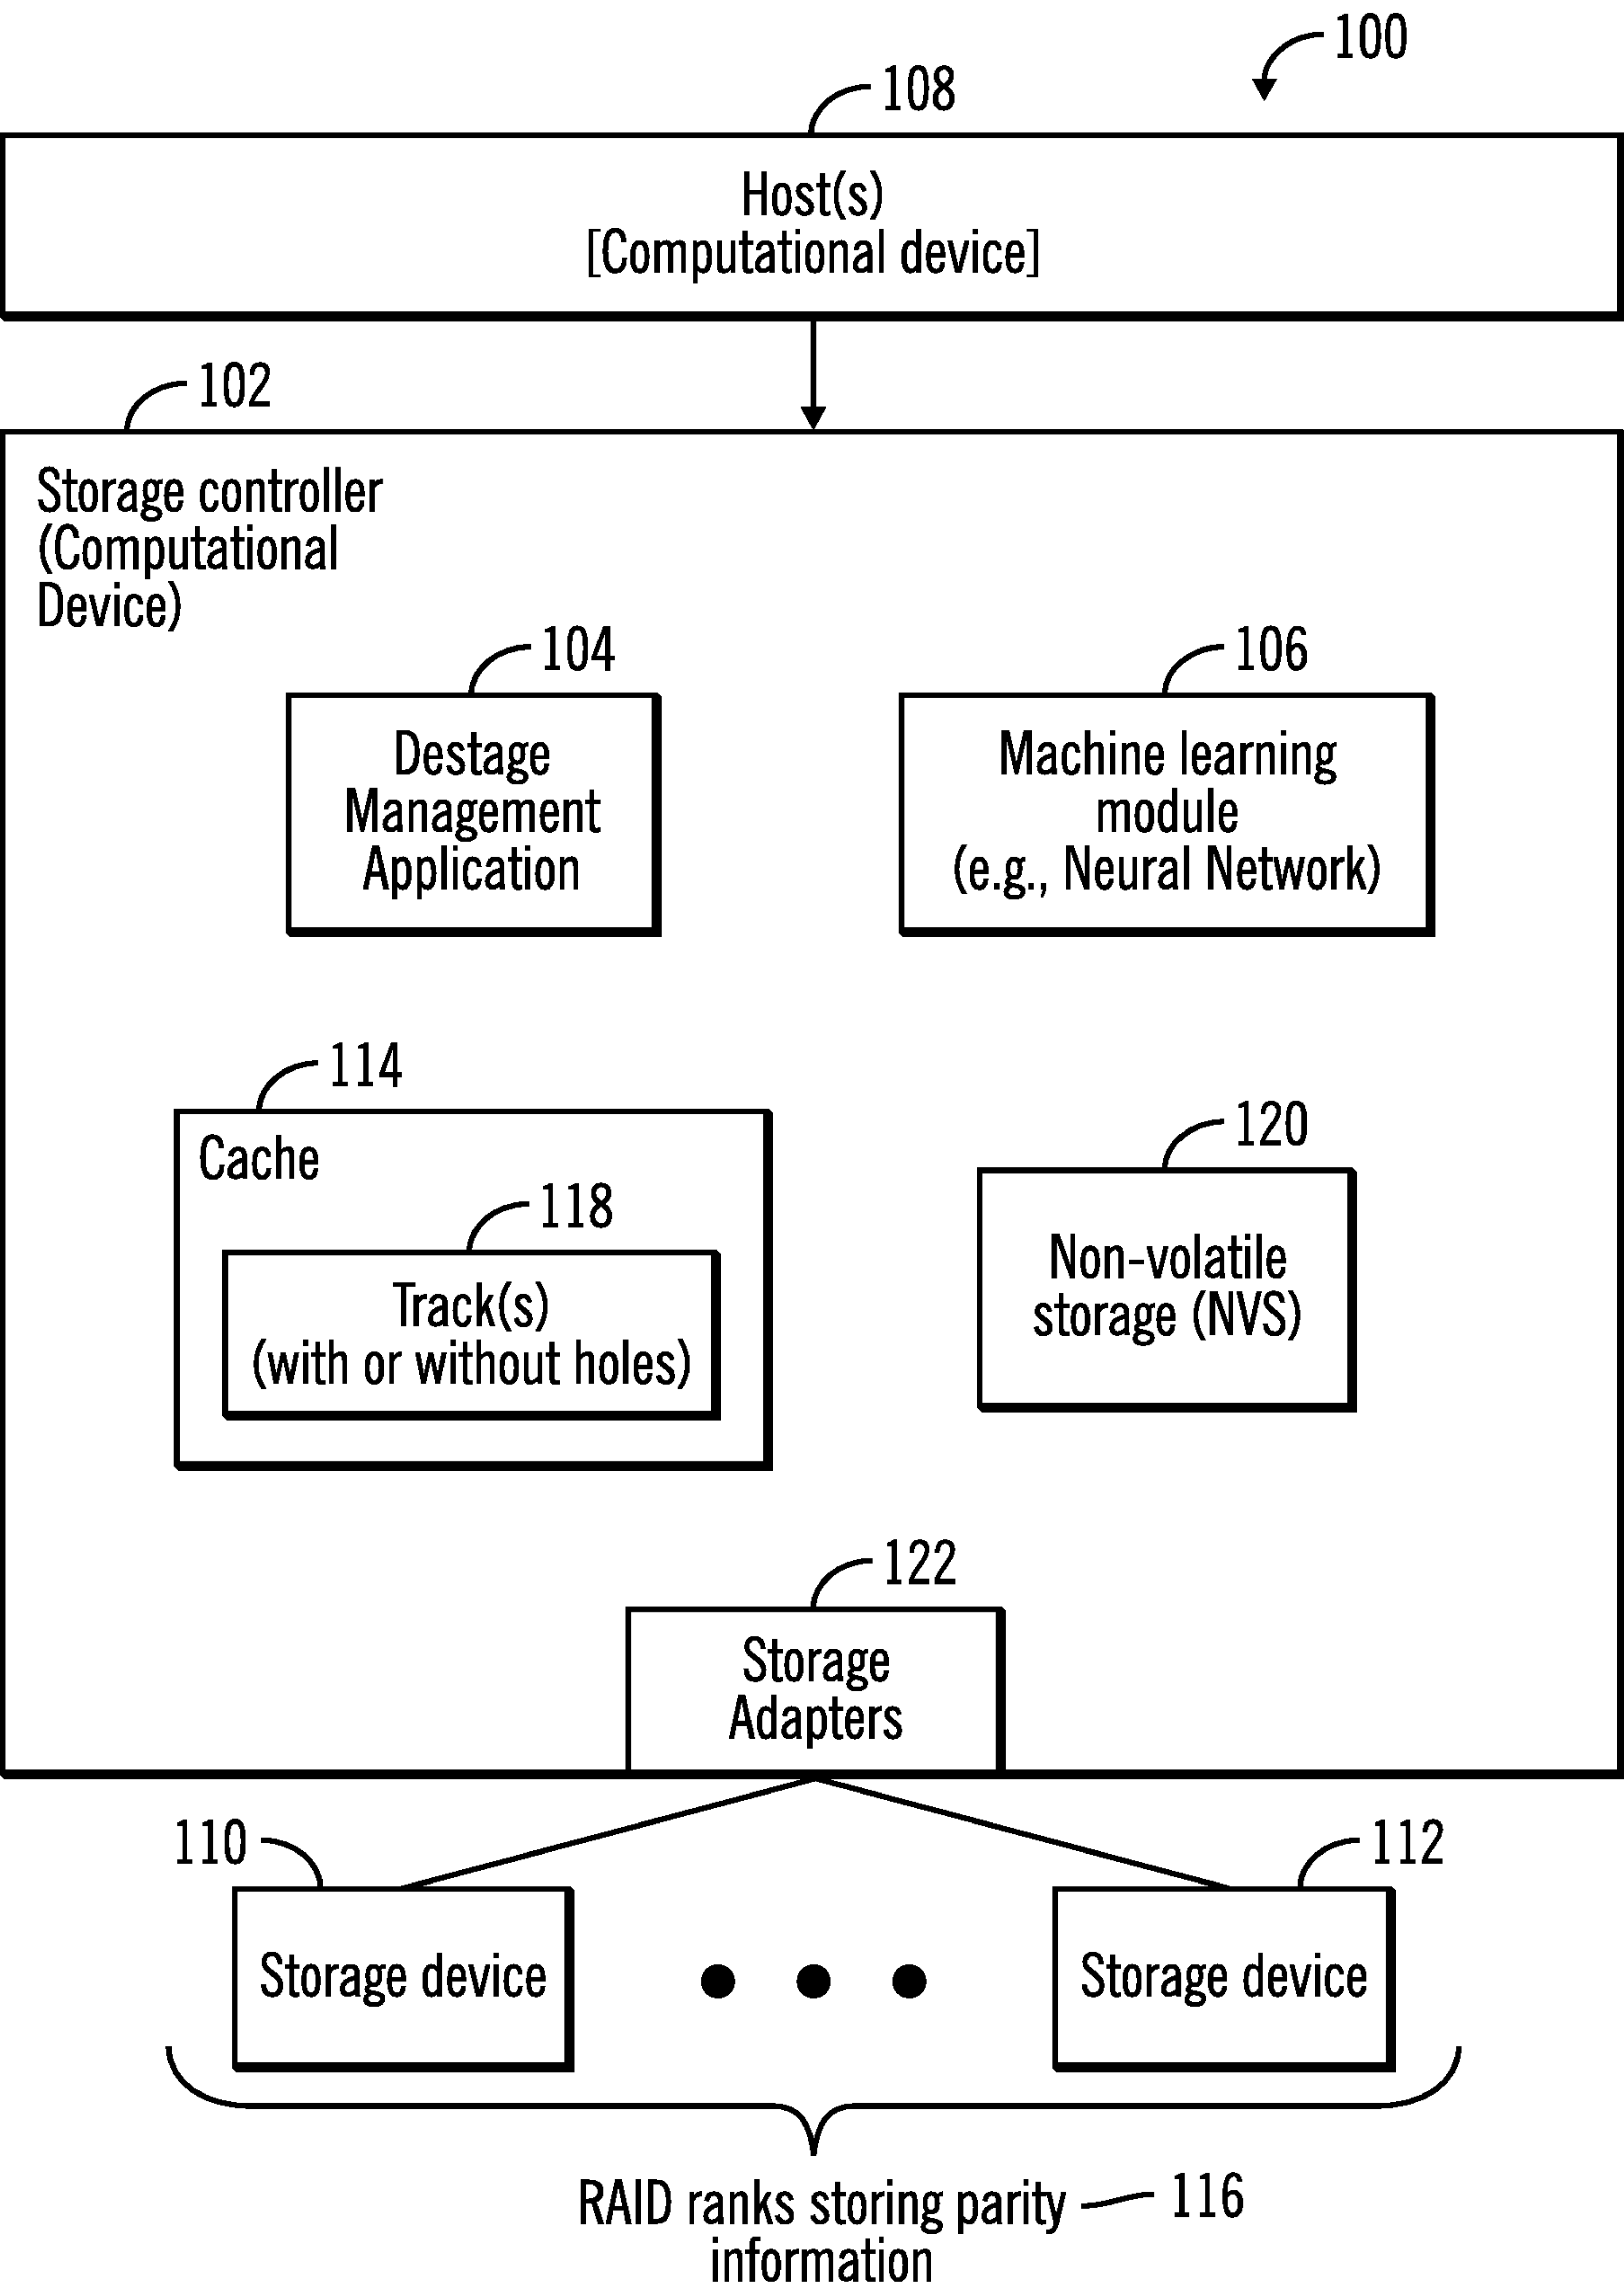 100
108
Host(s)
[Computational device]
102
Storage controller
(Computational
Device)
104
Destage
Management
Application
106
Machine learning
module
(e.g., Neural Network)
114
Cache
118
Track(s)
(with or without holes)
120
Non-volatile
storage (NVS)
122
Storage
Adapters
110
Storage device
112
Storage device
RAID ranks storing parity
information
116